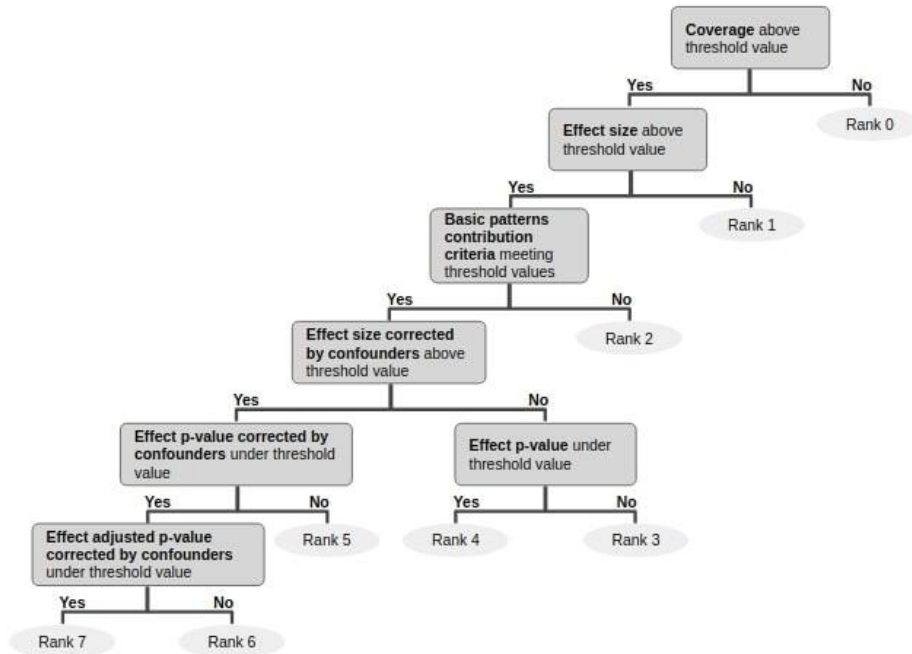 Coverage above
threshold value
Yes
No
Rank 0
Effect size above
threshold value
Yes
No
Rank 1
Basic patterns
contribution
criteria meeting
threshold values
Yes
No
Rank 2
Effect size corrected
by confounders above
threshold value
Yes
No
Effect p-value corrected by
confounders under threshold
value
Effect p-value under
threshold value
Yes
No
Rank 5
Yes
No
Rank 4
Rank 3
Effect adjusted p-value
corrected by confounders
under threshold value
Yes
No
Rank 7
Rank 6